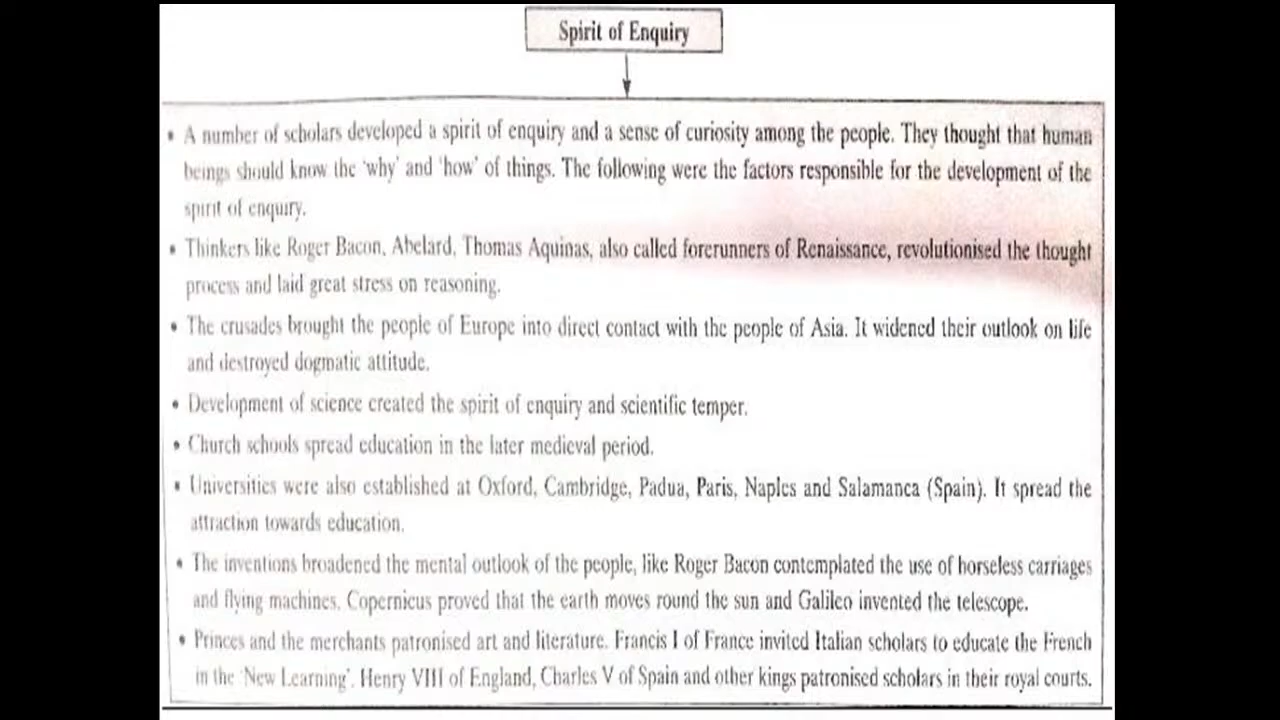 Spirit of Enquiry
• A number of scholars developed a spirit of enquiry and a sense of curiosity among the people. They thought that human
beings should know the 'why' and 'how' of things. The following were the factors responsible for the development of the
spirit of enquiry.
• Thinkers like Roger Bacon, Abelard, Thomas Aquinas, also called forerunners of Renaissance, revolutionised the thought
process and laid great stress on reasoning.
• The crusades brought the people of Europe into direct contact with the people of Asia. It widened their outlook on life
and destroyed dogmatic attitude.
• Development of science created the spirit of enquiry and scientific temper.
• Church schools spread education in the later medieval period.
• Universities were also established at Oxford, Cambridge, Padua, Paris, Naples and Salamanca (Spain). It spread the
attraction towards education.
• The inventions broadened the mental outlook of the people, like Roger Bacon contemplated the use of horseless carriages
and flying machines. Copernicus proved that the earth moves round the sun and Galileo invented the telescope.
• Princes and the merchants patronised art and literature. Francis I of France invited Italian scholars to educate the French
in the 'New Learning'. Henry VIII of England, Charles V of Spain and other kings patronised scholars in their royal courts.